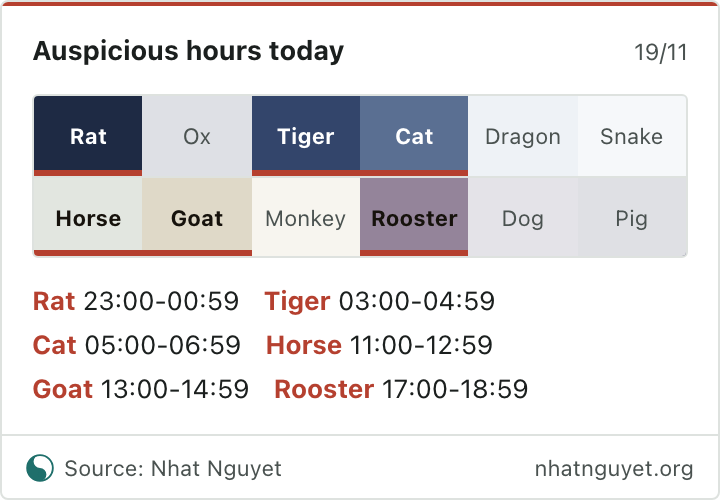 Auspicious hours today 19/11
Rat Ox Tiger Cat Dragon Snake
Horse Goat Monkey Rooster Dog Pig
Rat 23:00-00:59 Tiger 03:00-04:59
Cat 05:00-06:59 Horse 11:00-12:59
Goat 13:00-14:59 Rooster 17:00-18:59
Source: Nhat Nguyet nhatnguyet.org